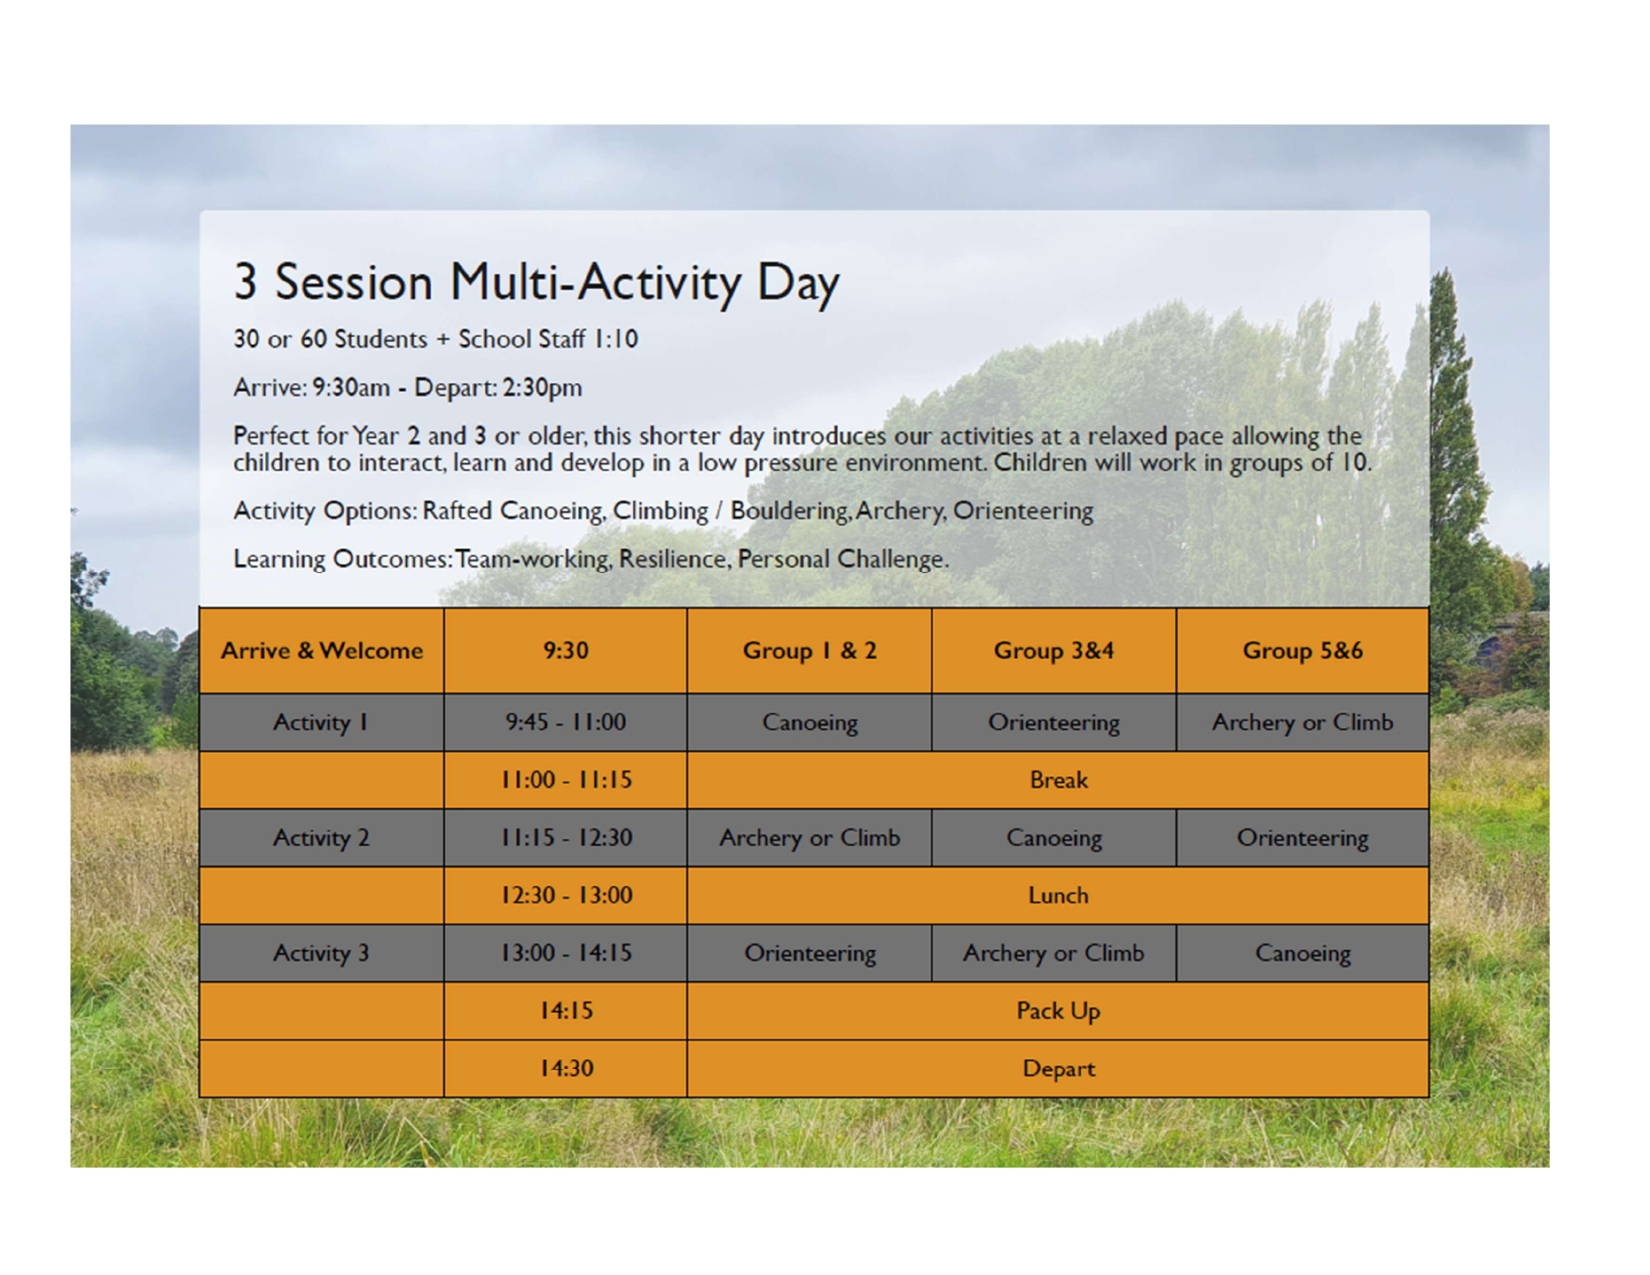 3 Session Multi-Activity Day
30 or 60 Students + School Staff 1:10
Arrive: 9:30am - Depart: 2:30pm
Perfect for Year 2 and 3 or older, this shorter day introduces our activities at a relaxed pace allowing the
children to interact, learn and develop in a low pressure environment. Children will work in groups of 10.
Activity Options: Rafted Canoeing, Climbing / Bouldering, Archery, Orienteering
Learning Outcomes: Team-working, Resilience, Personal Challenge.
Arrive & Welcome 9:30 Group 1 & 2 Group 3&4 Group 5&6
Activity 1 9:45 - 11:00 Canoeing Orienteering Archery or Climb
11:00 - 11:15 Break
Activity 2 11:15 - 12:30 Archery or Climb Canoeing Orienteering
12:30 - 13:00 Lunch
Activity 3 13:00 - 14:15 Orienteering Archery or Climb Canoeing
14:15 Pack Up
14:30 Depart